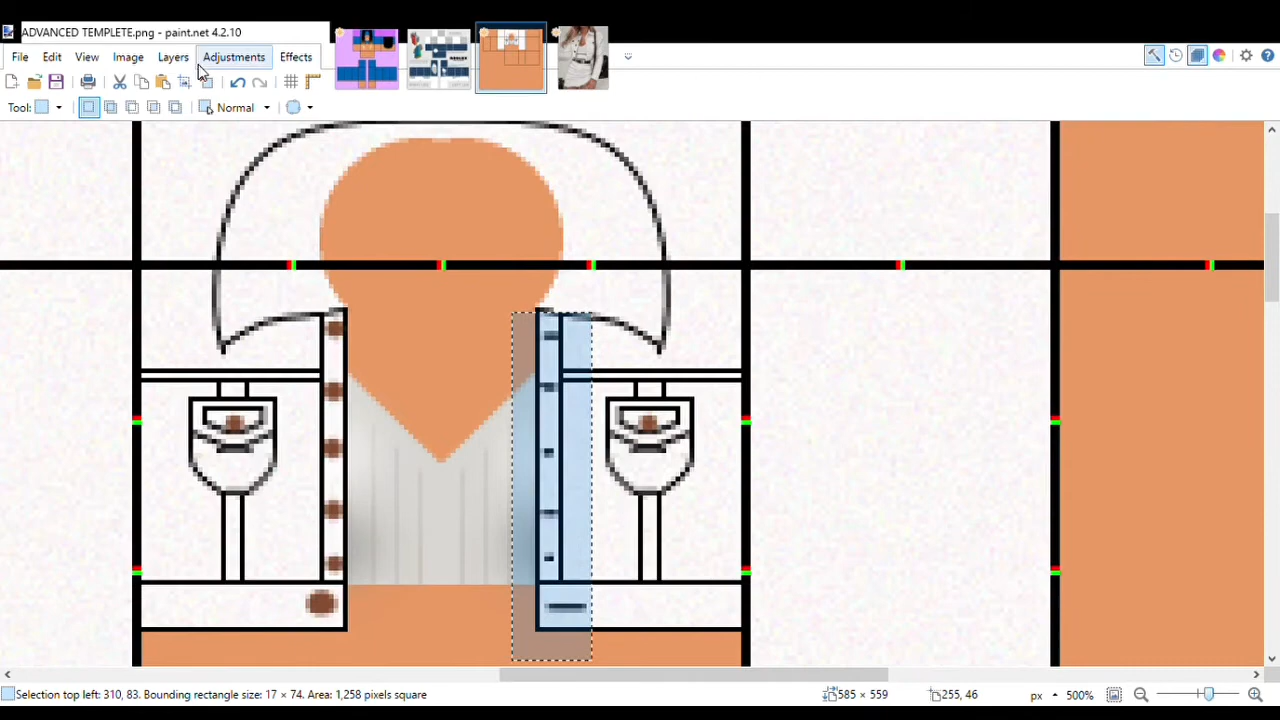 ADVANCED TEMPLETE.png - paint.net 4.2.10
File Edit View Image Layers Adjustments Effects
Tool: Normal
Selection top left: 310, 83. Bounding rectangle size: 17 × 74. Area: 1,258 pixels square
585 × 559
255, 46
px
500%